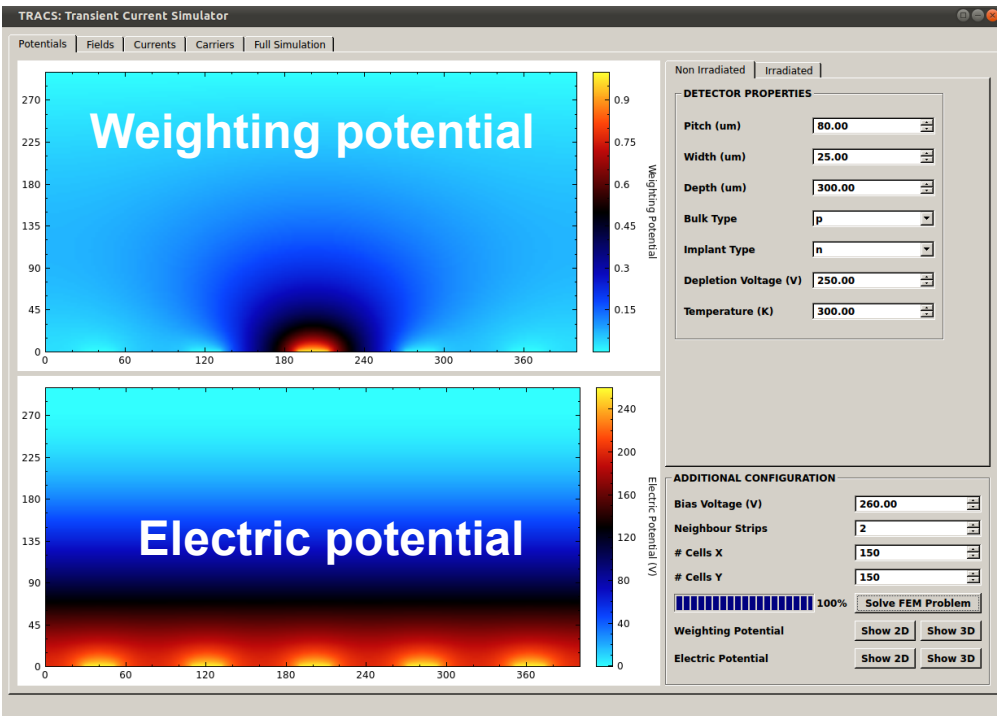 TRACS: Transient Current Simulator
Potentials Fields Currents Carriers Full Simulation
Weighting potential
270
225
180
135
90
45
0
0 60 120 180 240 300 360
0.9
0.75
0.6
0.45
0.3
0.15
Weighting Potential
Electric potential
270
225
180
135
90
45
0
0 60 120 180 240 300 360
240
200
160
120
80
40
0
Electric Potential (V)
Non Irradiated Irradiated
DETECTOR PROPERTIES
Pitch (um) 80.00
Width (um) 25.00
Depth (um) 300.00
Bulk Type p
Implant Type n
Depletion Voltage (V) 250.00
Temperature (K) 300.00
ADDITIONAL CONFIGURATION
Bias Voltage (V) 260.00
Neighbour Strips 2
# Cells X 150
# Cells Y 150
100% Solve FEM Problem
Weighting Potential Show 2D Show 3D
Electric Potential Show 2D Show 3D